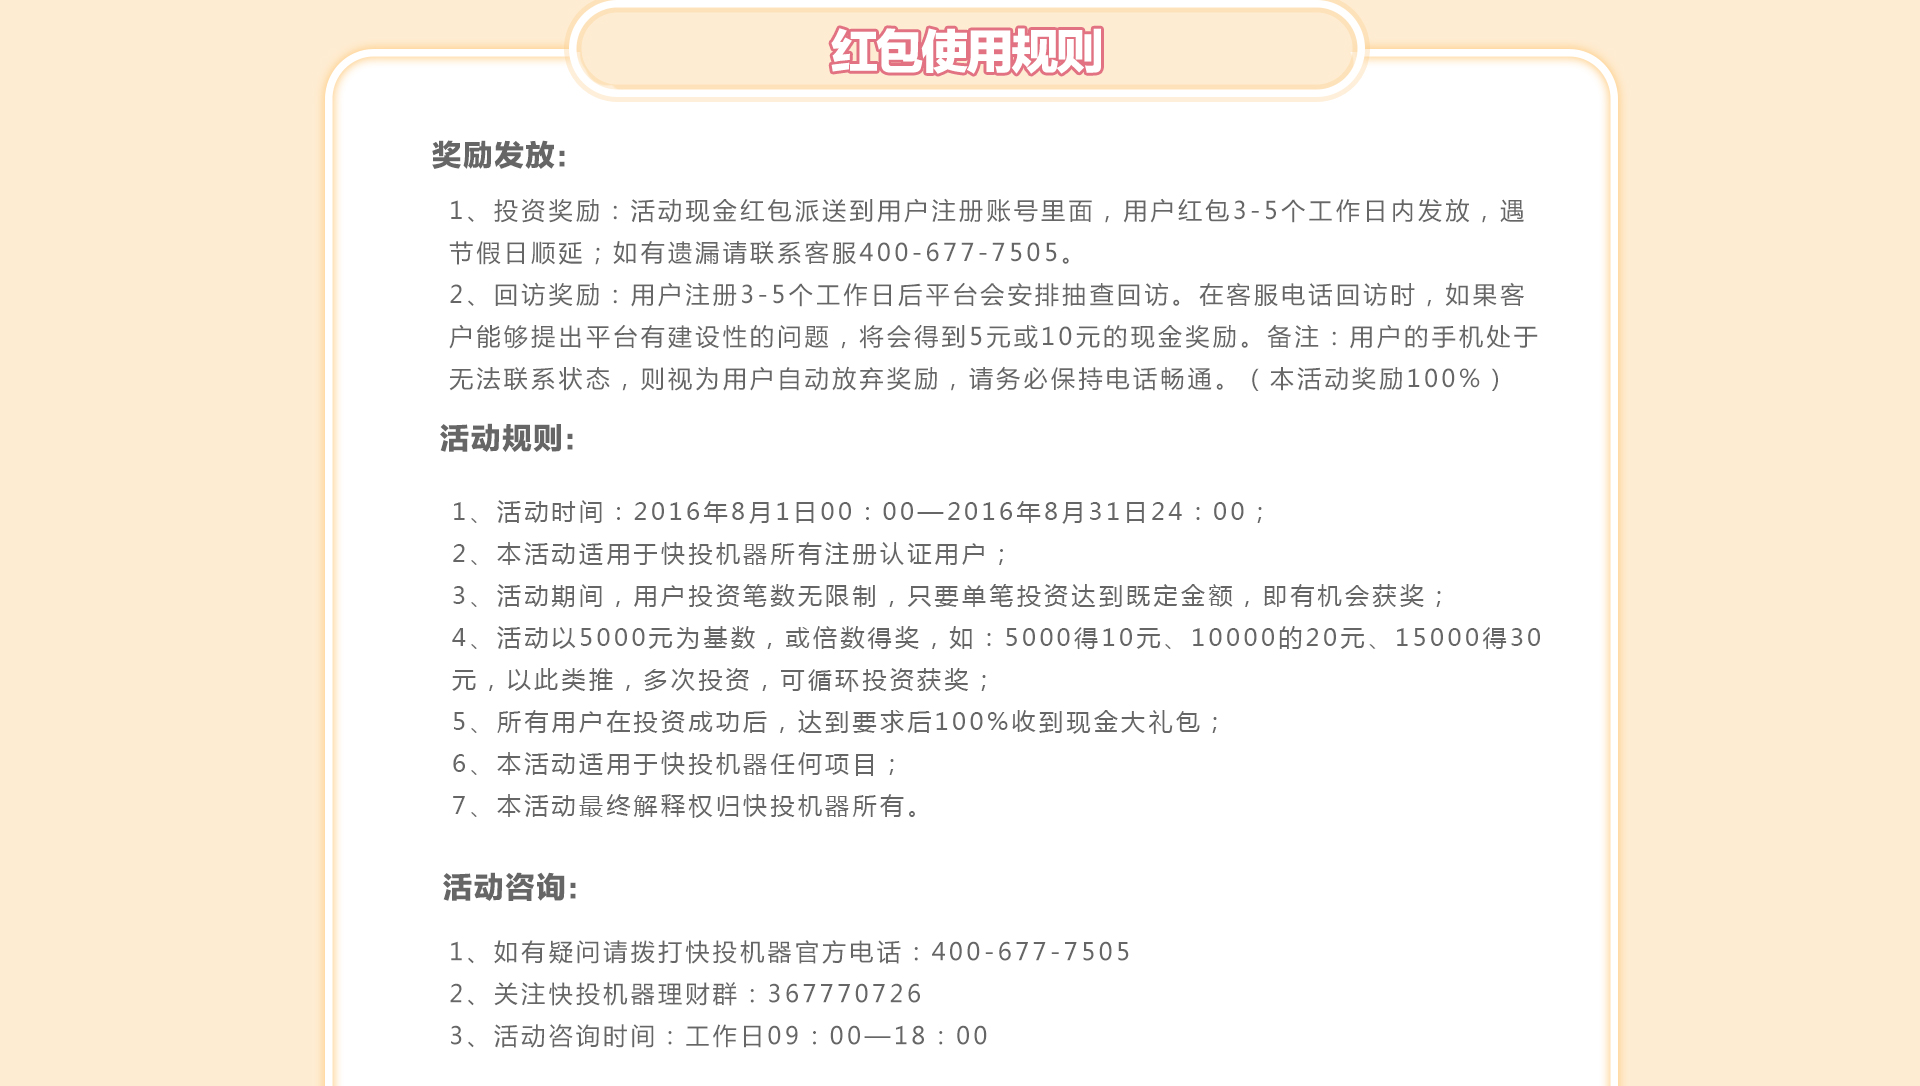 红包使用规则
奖励发放:
1、投资奖励：活动现金红包派送到用户注册账号里面，用户红包3-5个工作日内发放，遇
节假日顺延；如有遗漏请联系客服400-677-7505。
2、回访奖励：用户注册3-5个工作日后平台会安排抽查回访。在客服电话回访时，如果客
户能够提出平台有建设性的问题，将会得到5元或10元的现金奖励。备注：用户的手机处于
无法联系状态，则视为用户自动放弃奖励，请务必保持电话畅通。（本活动奖励100%）
活动规则:
1、活动时间：2016年8月1日00：00—2016年8月31日24：00；
2、本活动适用于快投机器所有注册认证用户；
3、活动期间，用户投资笔数无限制，只要单笔投资达到既定金额，即有机会获奖；
4、活动以5000元为基数，或倍数得奖，如：5000得10元、10000的20元、15000得30
元，以此类推，多次投资，可循环投资获奖；
5、所有用户在投资成功后，达到要求后100%收到现金大礼包；
6、本活动适用于快投机器任何项目；
7、本活动最终解释权归快投机器所有。
活动咨询:
1、如有疑问请拨打快投机器官方电话：400-677-7505
2、关注快投机器理财群：367770726
3、活动咨询时间：工作日09：00—18：00